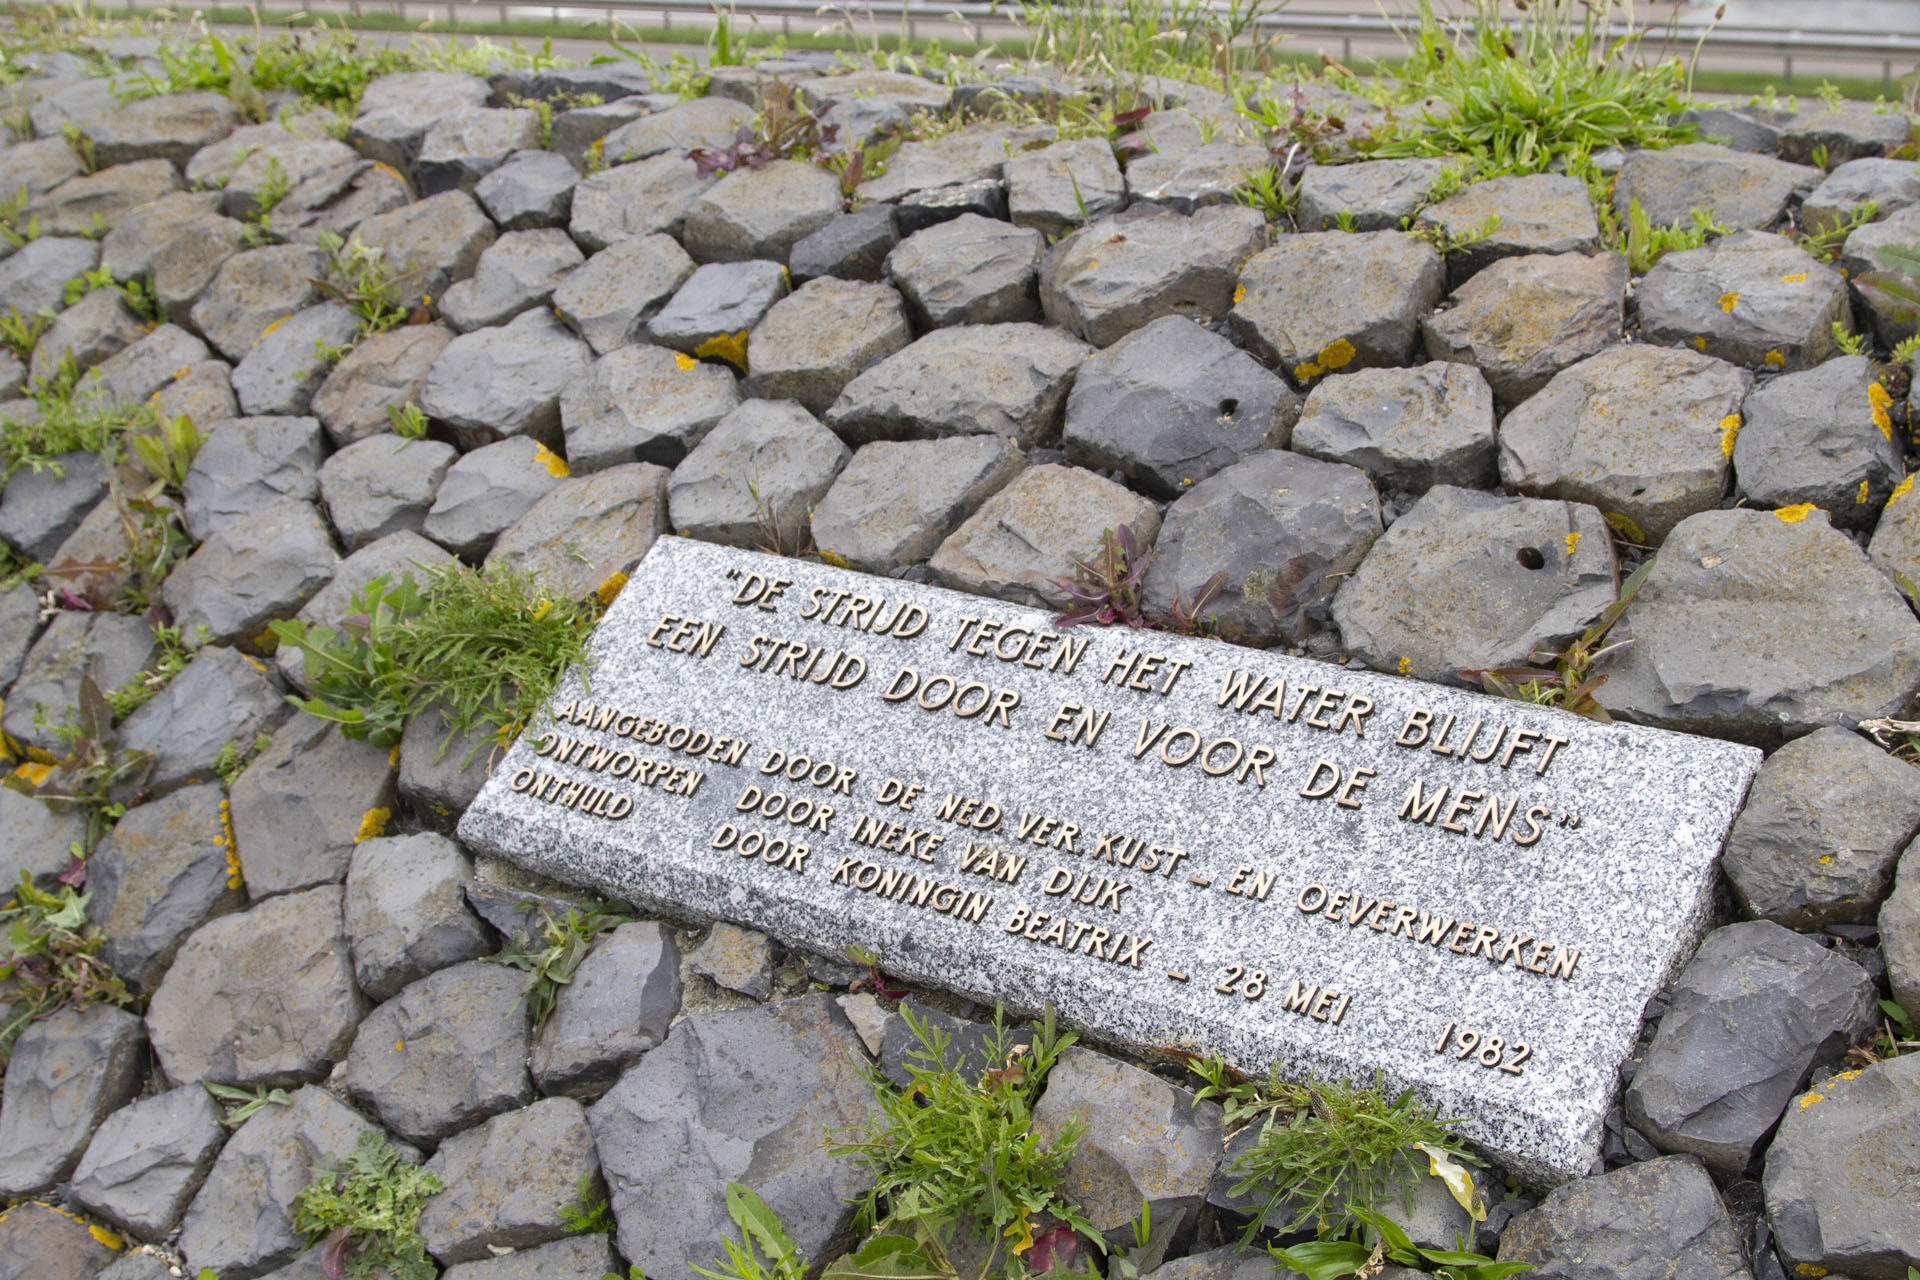 "DE STRIJD TEGEN HET WATER BLIJFT
EEN STRIJD DOOR EN VOOR DE MENS"
AANGEBODEN DOOR DE NED. VER. KUST - EN OEVERWERKEN
ONTWORPEN DOOR INEKE VAN DIJK
ONTHULD DOOR KONINGIN BEATRIX - 28 MEI 1982